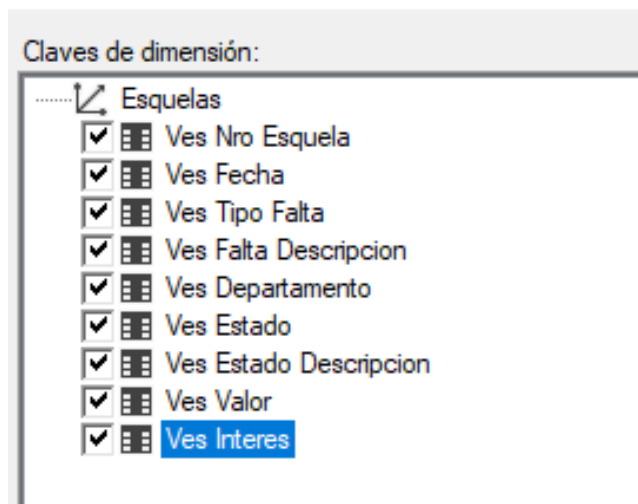 Claves de dimensión:
Esquelas
Ves Nro Esquela
Ves Fecha
Ves Tipo Falta
Ves Falta Descripcion
Ves Departamento
Ves Estado
Ves Estado Descripcion
Ves Valor
Ves Interes